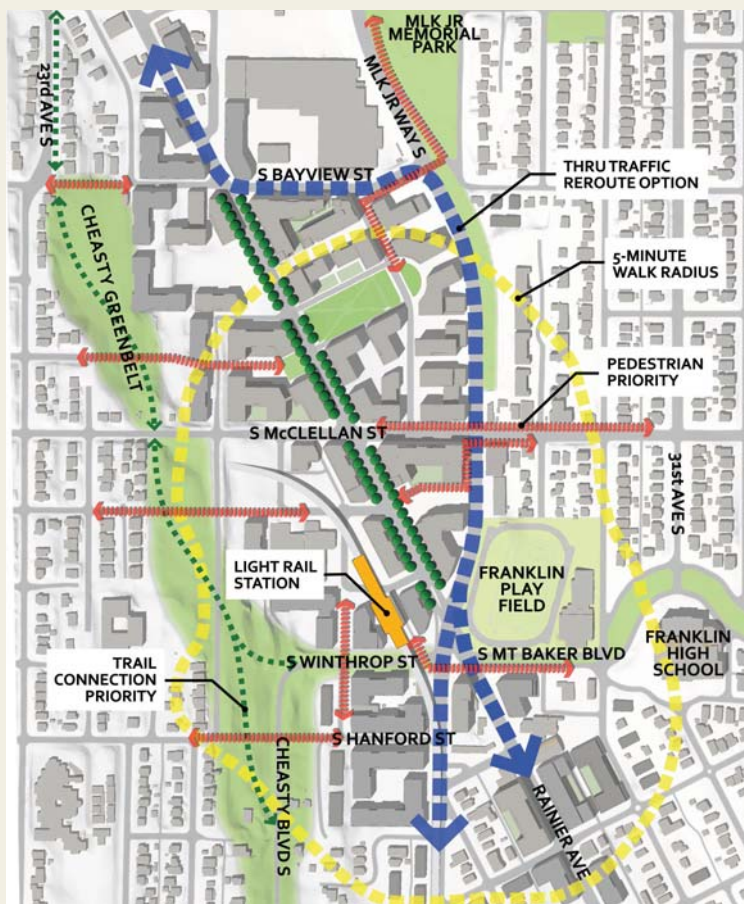 MLK JR
MEMORIAL
PARK
23rd AVE S
MLK JR WAY S
S BAYVIEW ST
THRU TRAFFIC
REROUTE OPTION
CHEASTY GREENBELT
5-MINUTE
WALK RADIUS
PEDESTRIAN
PRIORITY
S McCLELLAN ST
31st AVE S
LIGHT RAIL
STATION
FRANKLIN
PLAY
FIELD
FRANKLIN
HIGH
SCHOOL
S WINTHROP ST
S MT BAKER BLVD
TRAIL
CONNECTION
PRIORITY
S HANFORD ST
CHEASTY BLVD S
RAINIER AVE